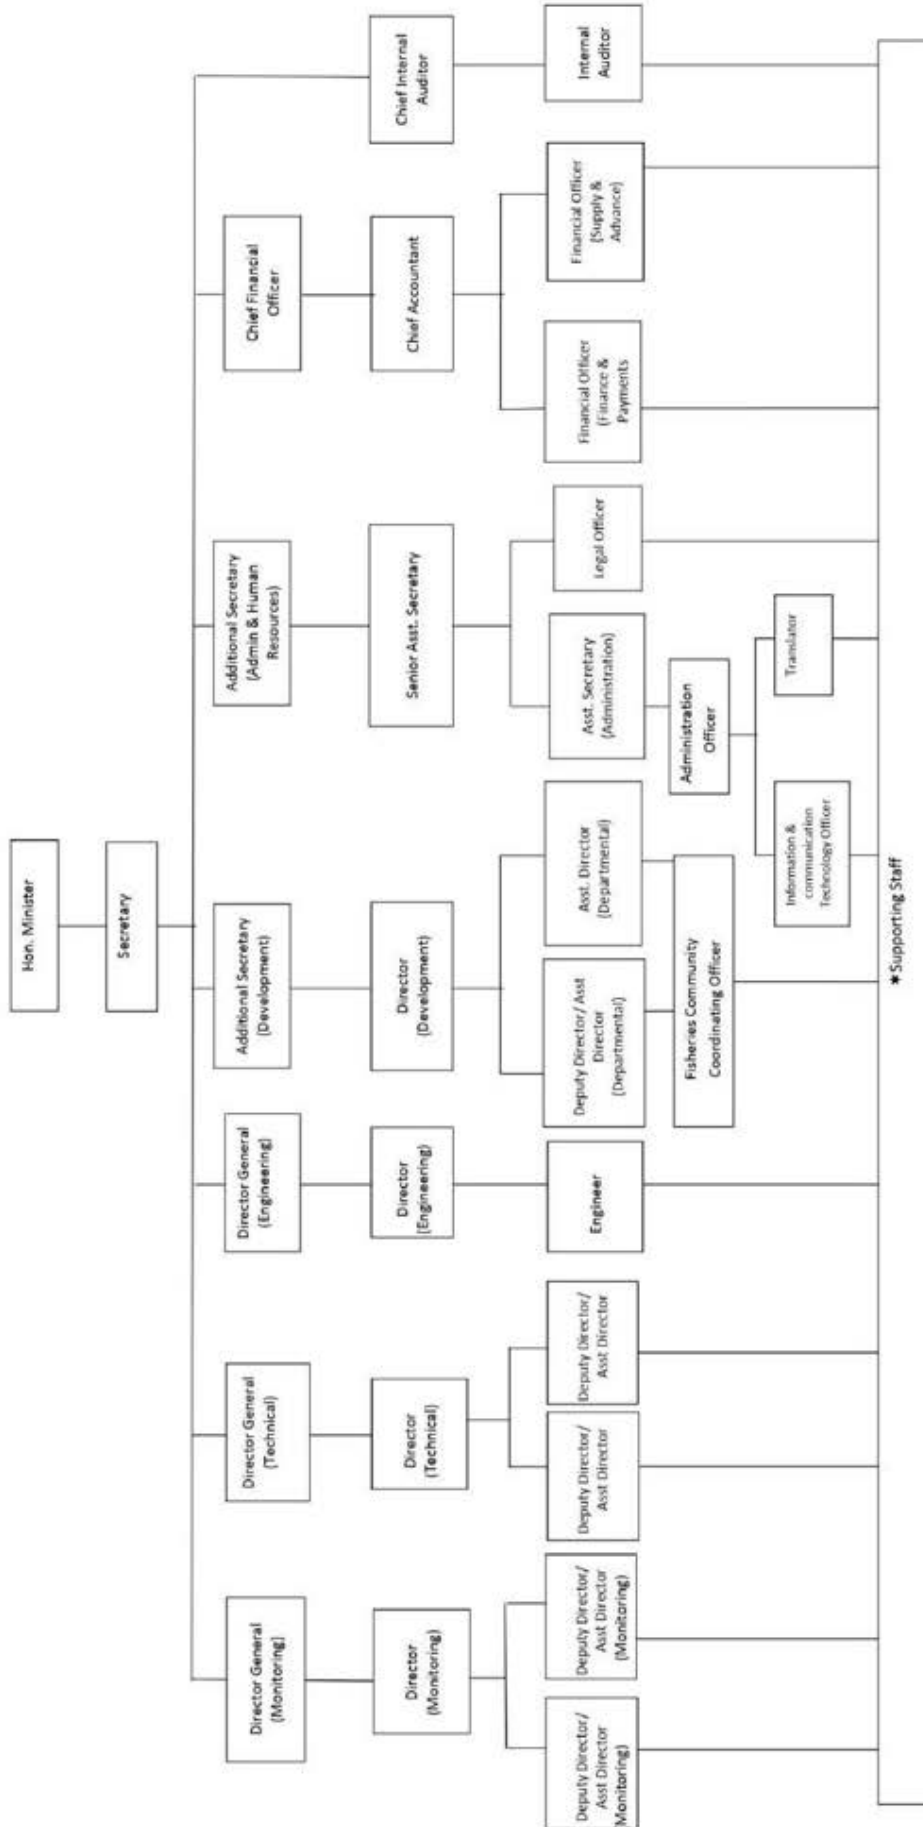 Hon. Minister
Secretary
Director General
(Monitoring)
Director General
(Technical)
Director General
(Engineering)
Additional Secretary
(Development)
Additional Secretary
(Admin & Human
Resources)
Chief Financial
Officer
Director
(Monitoring)
Director
(Technical)
Director
(Engineering)
Director
(Development)
Senior Asst. Secretary
Chief Accountant
Chief Internal
Auditor
Deputy Director/
Asst Director
Monitoring)
Deputy Director/
Asst Director
(Monitoring)
Deputy Director/
Asst Director
Deputy Director/
Asst Director
Engineer
Deputy Director/ Asst
Director
(Departmental)
Asst. Director
(Departmental)
Asst. Secretary
(Administration)
Legal Officer
Financial Officer
(Finance &
Payments
Financial Officer
(Supply &
Advance)
Internal
Auditor
Fisheries Community
Coordinating Officer
Administration
Officer
Information &
communication
Technology Officer
Translator
*Supporting Staff